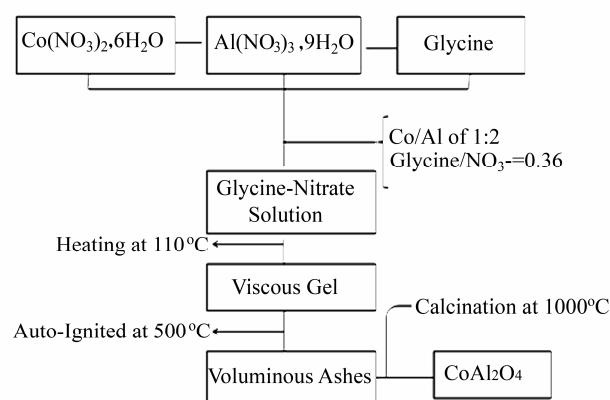 Co(NO₃)₂,6H₂O
Al(NO₃)₃,9H₂O
Glycine
Co/Al of 1:2
Glycine/NO₃-=0.36
Glycine-Nitrate
Solution
Heating at 110°C
Viscous Gel
Calcination at 1000°C
Auto-Ignited at 500°C
Voluminous Ashes
CoAl₂O₄